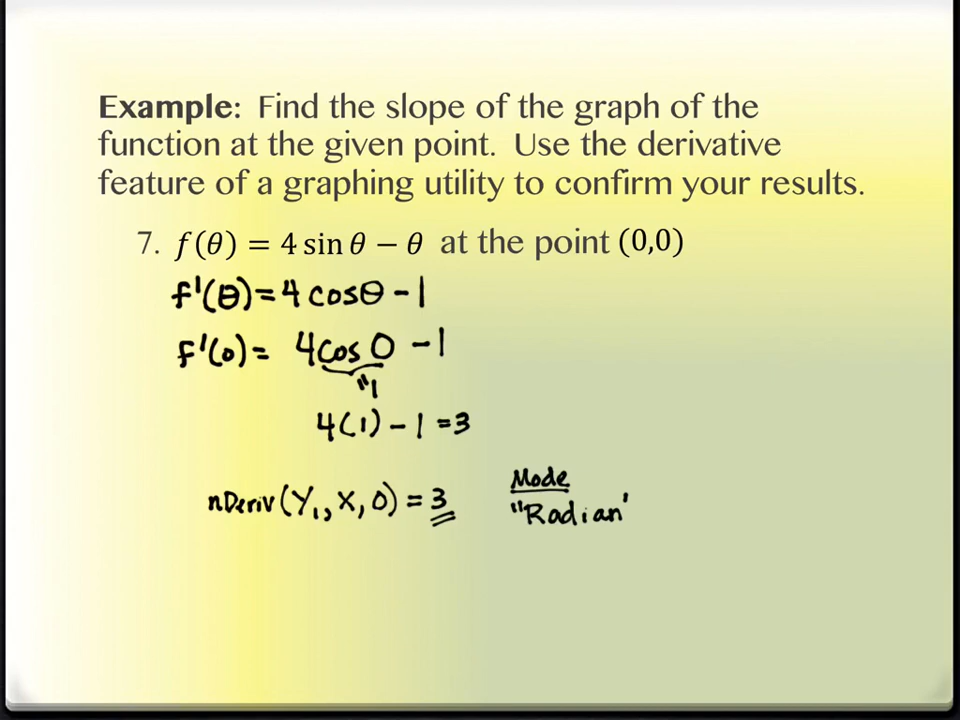 Example: Find the slope of the graph of the
function at the given point. Use the derivative
feature of a graphing utility to confirm your results.
7. f(θ) = 4 sin θ − θ at the point (0,0)
f'(θ) = 4 cosθ − 1
f'(0) = 4cos 0 − 1
"1
4(1) − 1 = 3
nDeriv(Y₁, X, 0) = 3
Mode
"Radian'